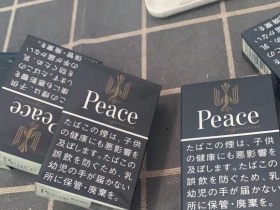 Peace
たばこの煙は、子供
の健康にも悪影響を
及ぼします。たばこの
誤飲を防ぐため、乳
幼児の手が届かない
所に保管・廃棄を。
Peace
たばこの煙は、子供
の健康にも悪影響を
及ぼします。たばこの
誤飲を防ぐため、乳
幼児の手が届かない
所に保管・廃棄を。
Peace
Peace